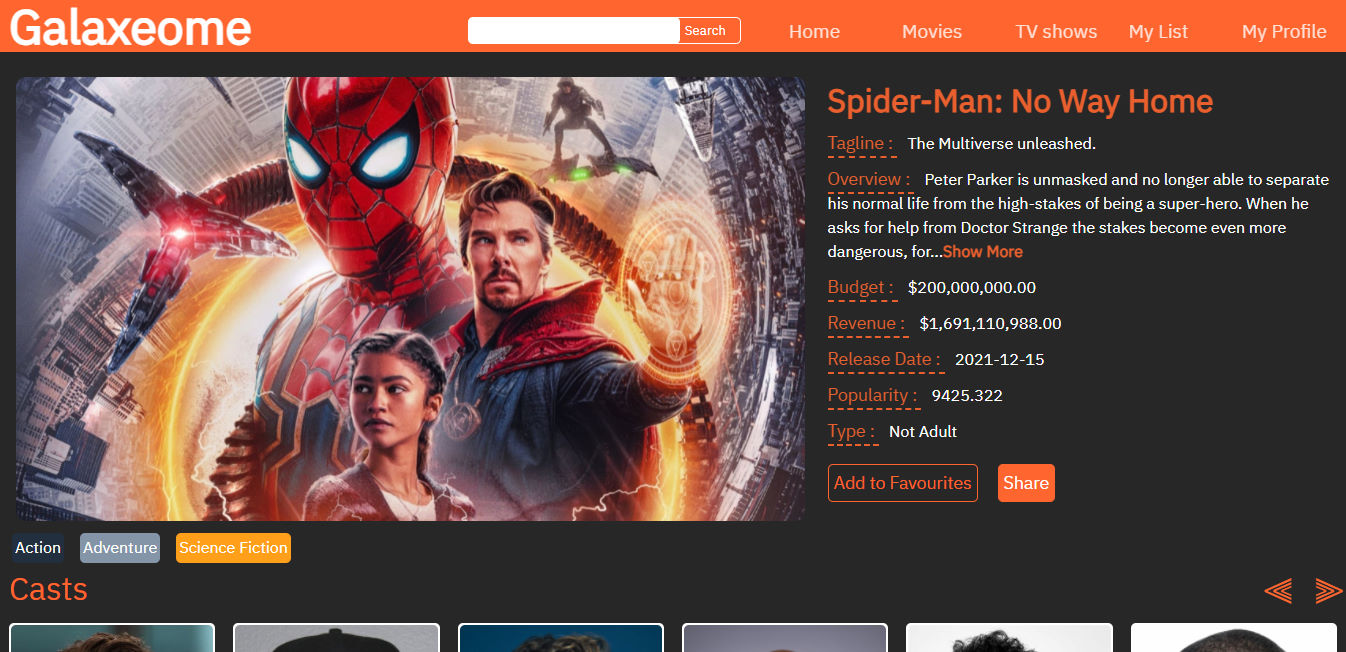 Galaxeome
Search
Home
Movies
TV shows
My List
My Profile
Spider-Man: No Way Home
Tagline : The Multiverse unleashed.
Overview : Peter Parker is unmasked and no longer able to separate
his normal life from the high-stakes of being a super-hero. When he
asks for help from Doctor Strange the stakes become even more
dangerous, for...Show More
Budget : $200,000,000.00
Revenue : $1,691,110,988.00
Release Date : 2021-12-15
Popularity : 9425.322
Type : Not Adult
Add to Favourites
Share
Action
Adventure
Science Fiction
Casts